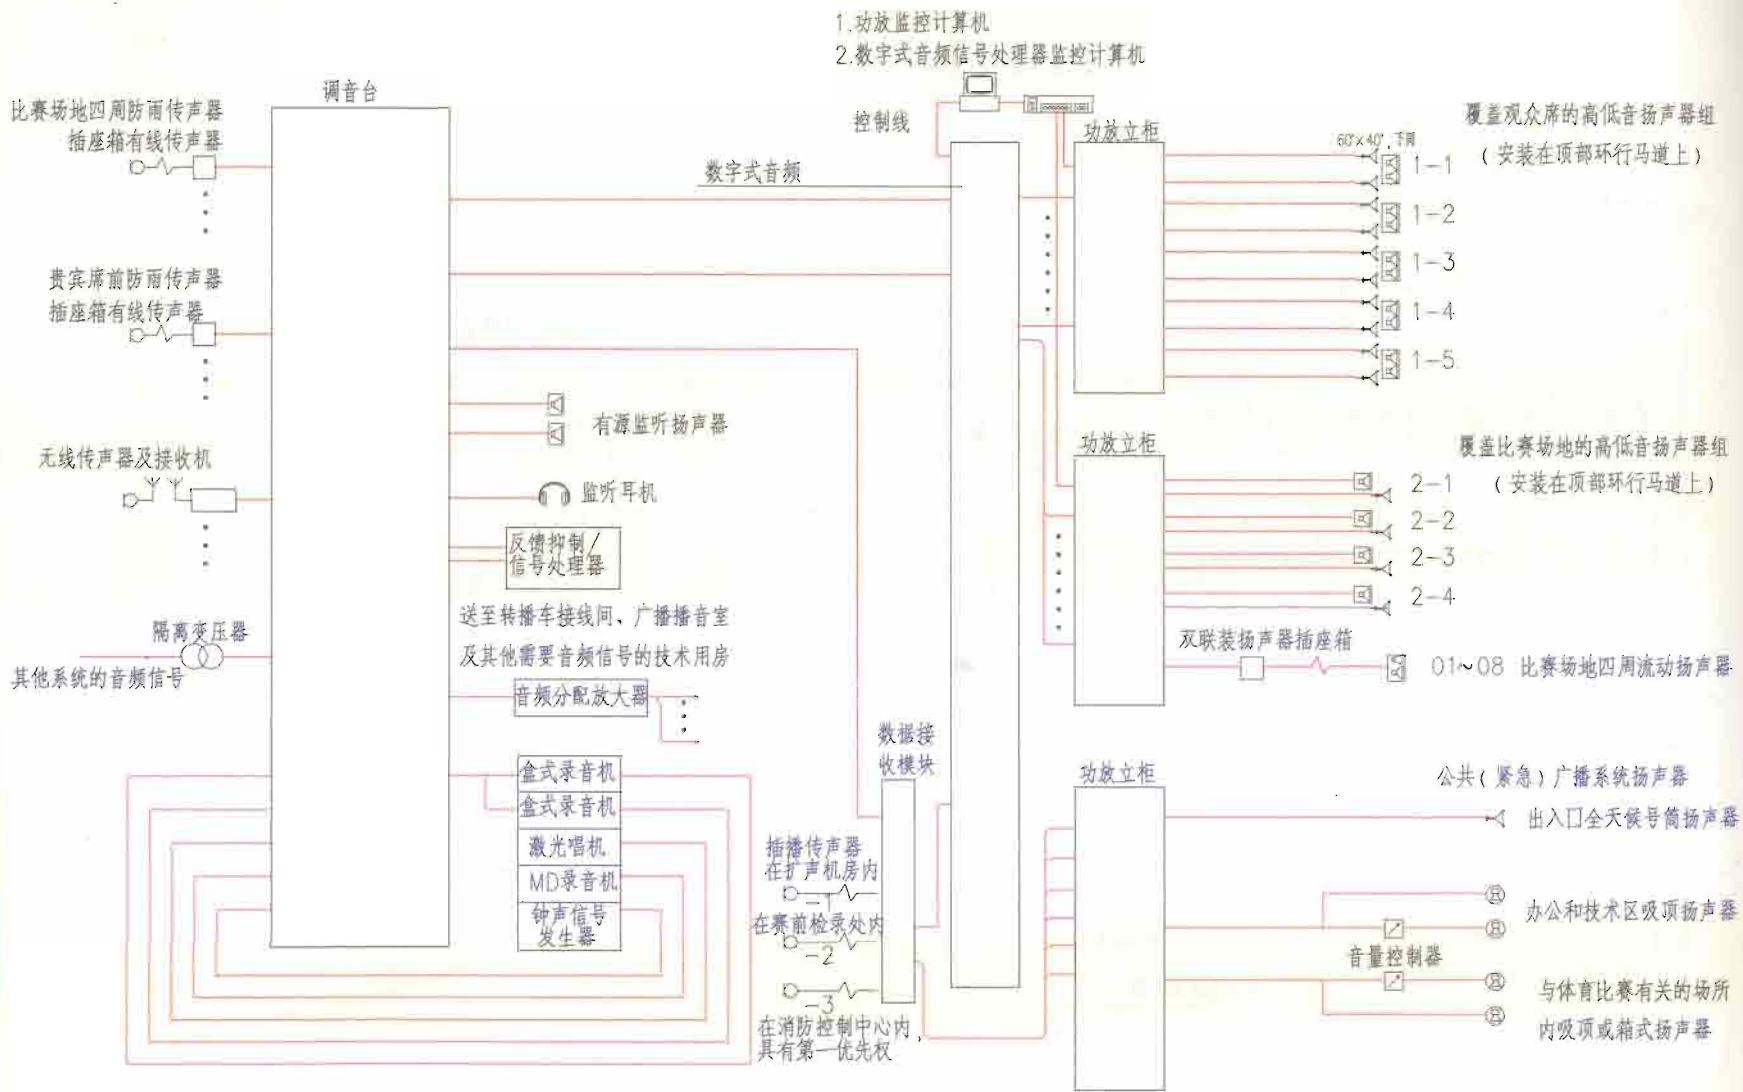 1.功放监控计算机
2.数字式音频信号处理器监控计算机
调音台
比赛场地四周防雨传声器
插座箱有线传声器
控制线
功放立柜
60°×40°,下同
覆盖观众席的高低音扬声器组
(安装在顶部环行马道上)
1-1
1-2
1-3
1-4
1-5
数字式音频
贵宾席前防雨传声器
插座箱有线传声器
有源监听扬声器
无线传声器及接收机
监听耳机
反馈抑制/
信号处理器
功放立柜
覆盖比赛场地的高低音扬声器组
(安装在顶部环行马道上)
2-1
2-2
2-3
2-4
送至转播车接线间、广播播音室
及其他需要音频信号的技术用房
隔离变压器
其他系统的音频信号
双联装扬声器插座箱
01~08 比赛场地四周流动扬声器
音频分配放大器
数据接
收模块
盒式录音机
盒式录音机
激光唱机
MD录音机
钟声信号
发生器
功放立柜
公共(紧急)广播系统扬声器
出入口全天候号筒扬声器
插播传声器
在扩声机房内
-1
在赛前检录处内
-2
-3
在消防控制中心内,
具有第一优先权
办公和技术区吸顶扬声器
音量控制器
与体育比赛有关的场所
内吸顶或箱式扬声器